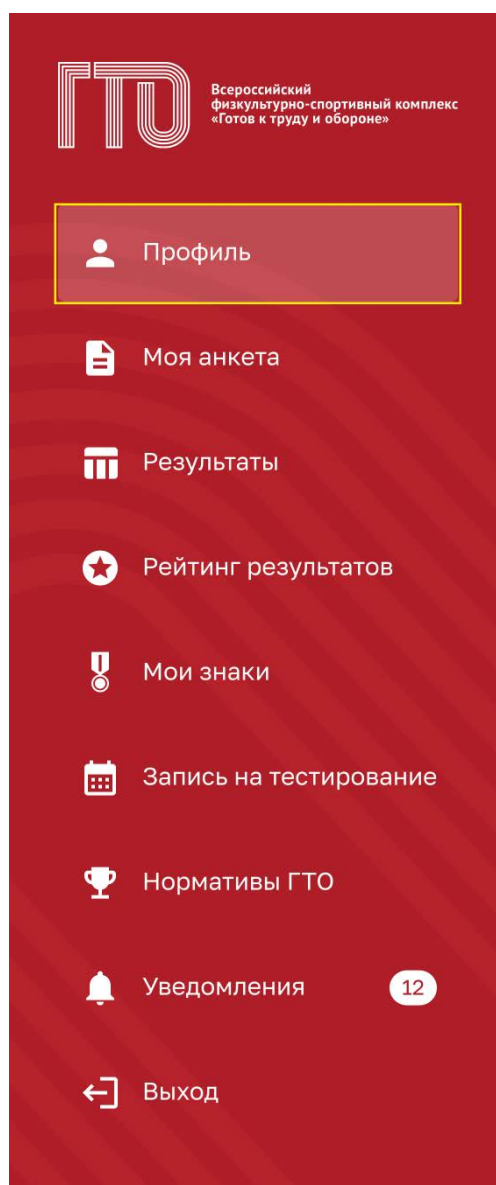 ГТО
Всероссийский
физкультурно-спортивный комплекс
«Готов к труду и обороне»
Профиль
Моя анкета
Результаты
Рейтинг результатов
Мои знаки
Запись на тестирование
Нормативы ГТО
Уведомления 12
Выход